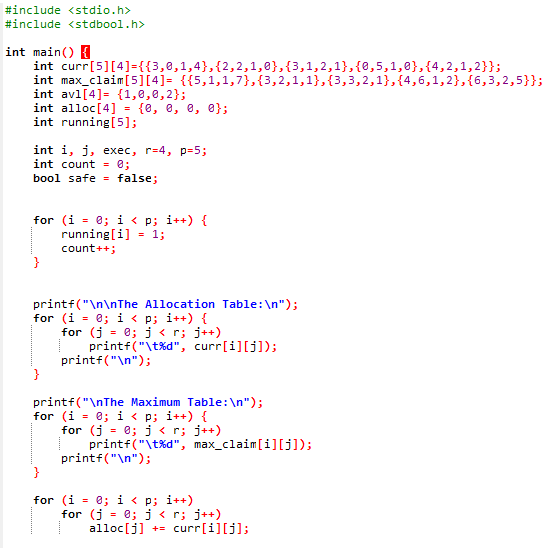 #include <stdio.h>
#include <stdbool.h>

int main() {
    int curr[5][4]={{3,0,1,4},{2,2,1,0},{3,1,2,1},{0,5,1,0},{4,2,1,2}};
    int max_claim[5][4]= {{5,1,1,7},{3,2,1,1},{3,3,2,1},{4,6,1,2},{6,3,2,5}};
    int avl[4]= {1,0,0,2};
    int alloc[4] = {0, 0, 0, 0};
    int running[5];

    int i, j, exec, r=4, p=5;
    int count = 0;
    bool safe = false;


    for (i = 0; i < p; i++) {
        running[i] = 1;
        count++;
    }


    printf("\n\nThe Allocation Table:\n");
    for (i = 0; i < p; i++) {
        for (j = 0; j < r; j++)
            printf("\t%d", curr[i][j]);
        printf("\n");
    }

    printf("\nThe Maximum Table:\n");
    for (i = 0; i < p; i++) {
        for (j = 0; j < r; j++)
            printf("\t%d", max_claim[i][j]);
        printf("\n");
    }

    for (i = 0; i < p; i++)
        for (j = 0; j < r; j++)
            alloc[j] += curr[i][j];